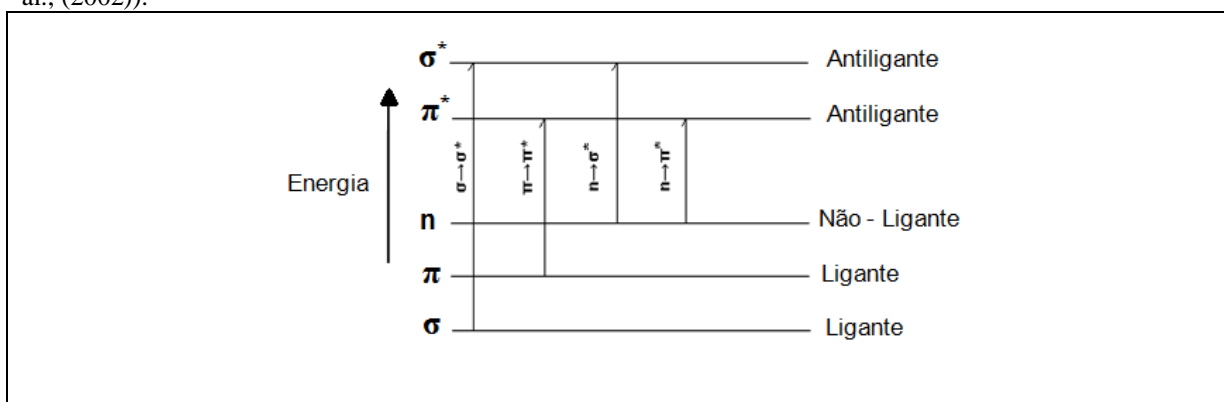 al., (2002)).
σ* Antiligante
π* Antiligante
Energia
σ→σ*
π→π*
n→σ*
n→π*
n Não - Ligante
π Ligante
σ Ligante